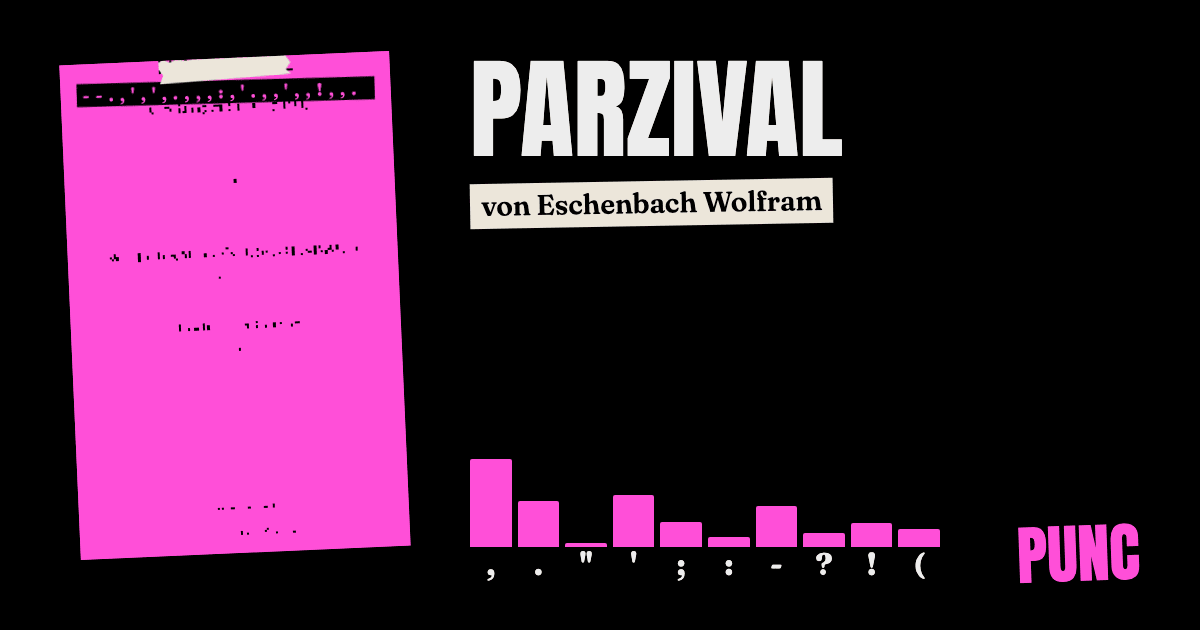 --.,',',.,,,:,'.,,',,!,,.
PARZIVAL
von Eschenbach Wolfram
, . " ' ; : - ? ! (
PUNC